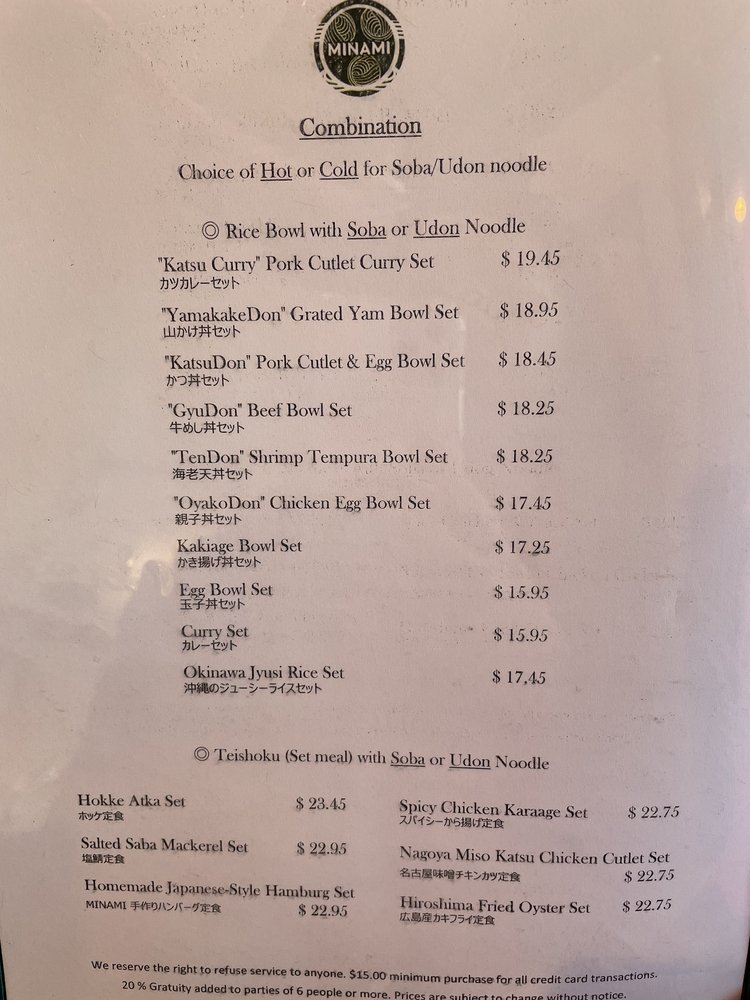 MINAMI
Combination
Choice of Hot or Cold for Soba/Udon noodle
◎ Rice Bowl with Soba or Udon Noodle
"Katsu Curry" Pork Cutlet Curry Set $ 19.45
カツカレーセット
"YamakakeDon" Grated Yam Bowl Set $ 18.95
山かけ丼セット
"KatsuDon" Pork Cutlet & Egg Bowl Set $ 18.45
かつ丼セット
"GyuDon" Beef Bowl Set $ 18.25
牛めし丼セット
"TenDon" Shrimp Tempura Bowl Set $ 18.25
海老天丼セット
"OyakoDon" Chicken Egg Bowl Set $ 17.45
親子丼セット
Kakiage Bowl Set $ 17.25
かき揚げ丼セット
Egg Bowl Set $ 15.95
玉子丼セット
Curry Set $ 15.95
カレーセット
Okinawa Jyusi Rice Set $ 17,45
沖縄のジューシーライスセット
◎ Teishoku (Set meal) with Soba or Udon Noodle
Hokke Atka Set $ 23.45
ホッケ定食
Salted Saba Mackerel Set $ 22.95
塩鯖定食
Homemade Japanese-Style Hamburg Set
MINAMI 手作りハンバーグ定食 $ 22.95
Spicy Chicken Karaage Set $ 22.75
スパイシーから揚げ定食
Nagoya Miso Katsu Chicken Cutlet Set
名古屋味噌チキンカツ定食 $ 22.75
Hiroshima Fried Oyster Set $ 22.75
広島産カキフライ定食
We reserve the right to refuse service to anyone. $15.00 minimum purchase for all credit card transactions.
20 % Gratuity added to parties of 6 people or more. Prices are subject to change without notice.